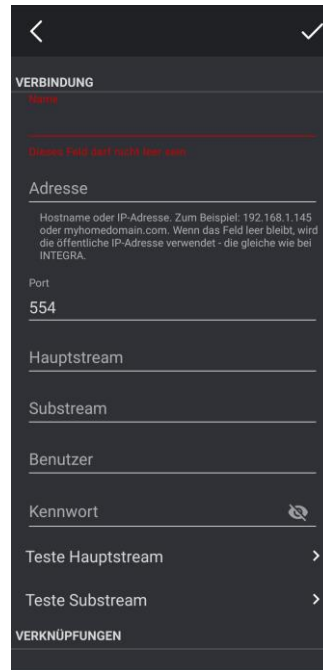 VERBINDUNG
Name
Dieses Feld darf nicht leer sein
Adresse
Hostname oder IP-Adresse. Zum Beispiel: 192.168.1.145
oder myhomedomain.com. Wenn das Feld leer bleibt, wird
die öffentliche IP-Adresse verwendet - die gleiche wie bei
INTEGRA.
Port
554
Hauptstream
Substream
Benutzer
Kennwort
Teste Hauptstream
Teste Substream
VERKNÜPFUNGEN